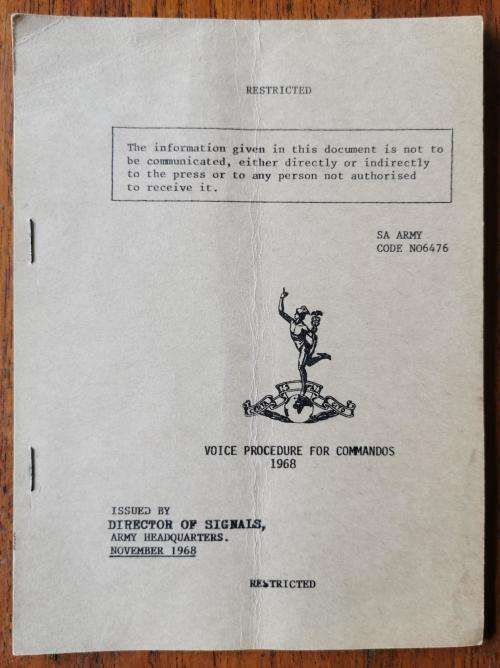 RESTRICTED
The information given in this document is not to
be communicated, either directly or indirectly
to the press or to any person not authorised
to receive it.
SA ARMY
CODE NO6476
VOICE PROCEDURE FOR COMMANDOS
1968
ISSUED BY
DIRECTOR OF SIGNALS,
ARMY HEADQUARTERS.
NOVEMBER 1968
RESTRICTED